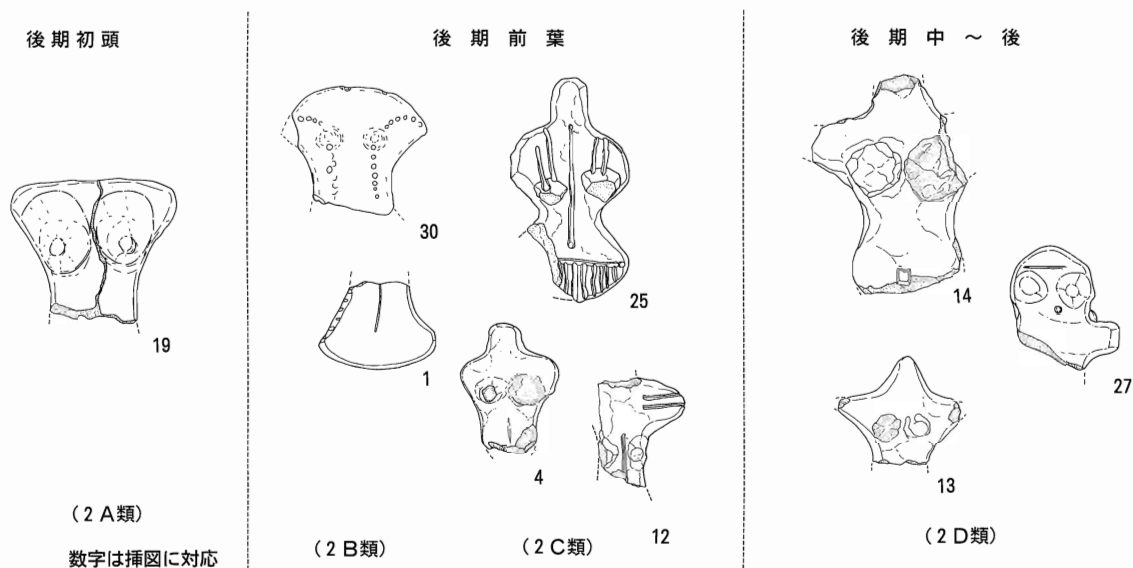 後期初頭
後期前葉
後期中～後
19
30
25
1
4
12
14
27
13
（２Ａ類）
（２Ｂ類）
（２Ｃ類）
（２Ｄ類）
数字は挿図に対応